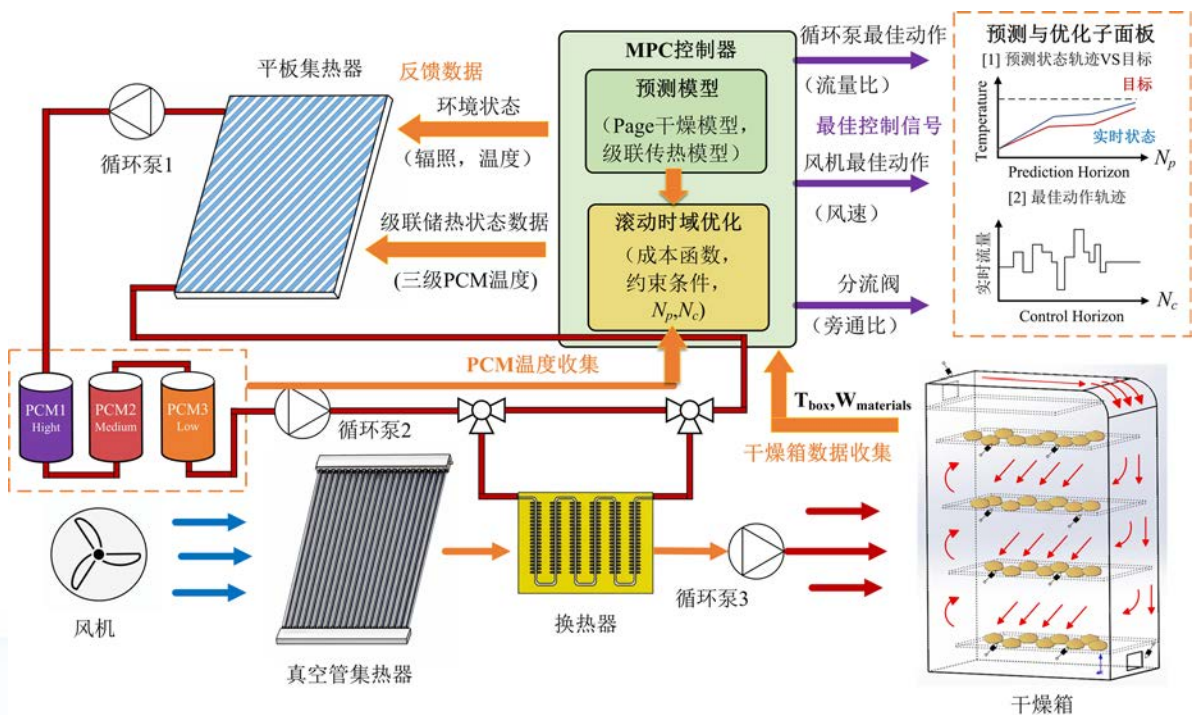 平板集热器
循环泵1
反馈数据
环境状态
（辐照，温度）
级联储热状态数据
(三级PCM温度)
MPC控制器
预测模型
（Page干燥模型，
级联传热模型）
滚动时域优化
（成本函数，
约束条件，
Np,Nc）
循环泵最佳动作
（流量比）
最佳控制信号
风机最佳动作
（风速）
分流阀
（旁通比）
预测与优化子面板
[1] 预测状态轨迹VS目标
目标
Temperature
实时状态
Prediction Horizon
Np
[2] 最佳动作轨迹
实时流量
Control Horizon
Nc
PCM温度收集
PCM1
Hight
PCM2
Medium
PCM3
Low
循环泵2
Tbox,Wmaterials
干燥箱数据收集
风机
真空管集热器
换热器
循环泵3
干燥箱